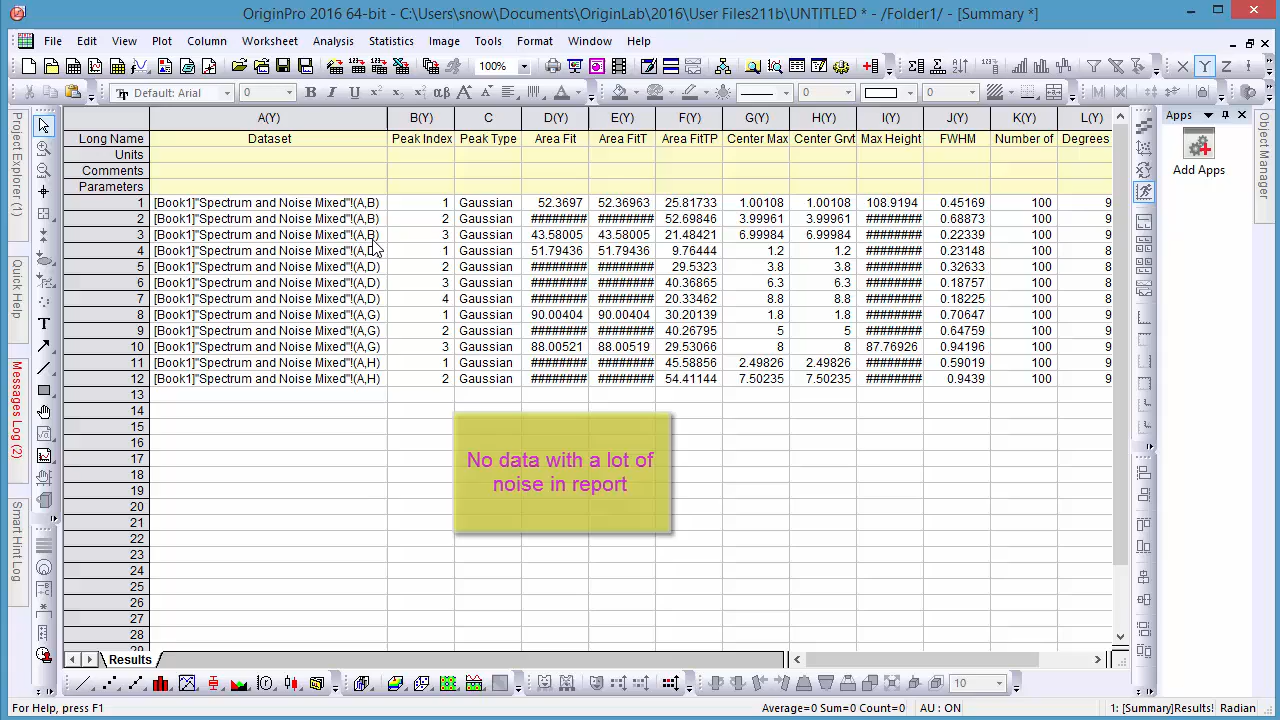 OriginPro 2016 64-bit - C:\Users\snow\Documents\OriginLab\2016\User Files211b\UNTITLED * - /Folder1/ - [Summary *]
File Edit View Plot Column Worksheet Analysis Statistics Image Tools Format Window Help
100%
Default: Arial 0 0 0
Project Explorer (1)
Quick Help
Messages Log (2)
Smart Hint Log
A(Y) B(Y) C D(Y) E(Y) F(Y) G(Y) H(Y) I(Y) J(Y) K(Y) L(Y)
Long Name Dataset Peak Index Peak Type Area Fit Area FitT Area FitTP Center Max Center Grvt Max Height FWHM Number of Degrees
Units
Comments
Parameters
1 [Book1]"Spectrum and Noise Mixed"!(A,B) 1 Gaussian 52.3697 52.36963 25.81733 1.00108 1.00108 108.9194 0.45169 100 9
2 [Book1]"Spectrum and Noise Mixed"!(A,B) 2 Gaussian ######## ######## 52.69846 3.99961 3.99961 ######## 0.68873 100 9
3 [Book1]"Spectrum and Noise Mixed"!(A,B) 3 Gaussian 43.58005 43.58005 21.48421 6.99984 6.99984 ######## 0.22339 100 9
4 [Book1]"Spectrum and Noise Mixed"!(A,D) 1 Gaussian 51.79436 51.79436 9.76444 1.2 1.2 ######## 0.23148 100 8
5 [Book1]"Spectrum and Noise Mixed"!(A,D) 2 Gaussian ######## ######## 29.5323 3.8 3.8 ######## 0.32633 100 8
6 [Book1]"Spectrum and Noise Mixed"!(A,D) 3 Gaussian ######## ######## 40.36865 6.3 6.3 ######## 0.18757 100 8
7 [Book1]"Spectrum and Noise Mixed"!(A,D) 4 Gaussian ######## ######## 20.33462 8.8 8.8 ######## 0.18225 100 8
8 [Book1]"Spectrum and Noise Mixed"!(A,G) 1 Gaussian 90.00404 90.00404 30.20139 1.8 1.8 ######## 0.70647 100 9
9 [Book1]"Spectrum and Noise Mixed"!(A,G) 2 Gaussian ######## ######## 40.26795 5 5 ######## 0.64759 100 9
10 [Book1]"Spectrum and Noise Mixed"!(A,G) 3 Gaussian 88.00521 88.00519 29.53066 8 8 87.76926 0.94196 100 9
11 [Book1]"Spectrum and Noise Mixed"!(A,H) 1 Gaussian ######## ######## 45.58856 2.49826 2.49826 ######## 0.59019 100 9
12 [Book1]"Spectrum and Noise Mixed"!(A,H) 2 Gaussian ######## ######## 54.41144 7.50235 7.50235 ######## 0.9439 100 9
13
14
15
16
17
18
19
20
21
22
23
24
25
26
27
28
29
No data with a lot of
noise in report
Apps
Add Apps
Object Manager
Results
10
For Help, press F1 Average=0 Sum=0 Count=0 AU : ON 1: [Summary]Results! Radian